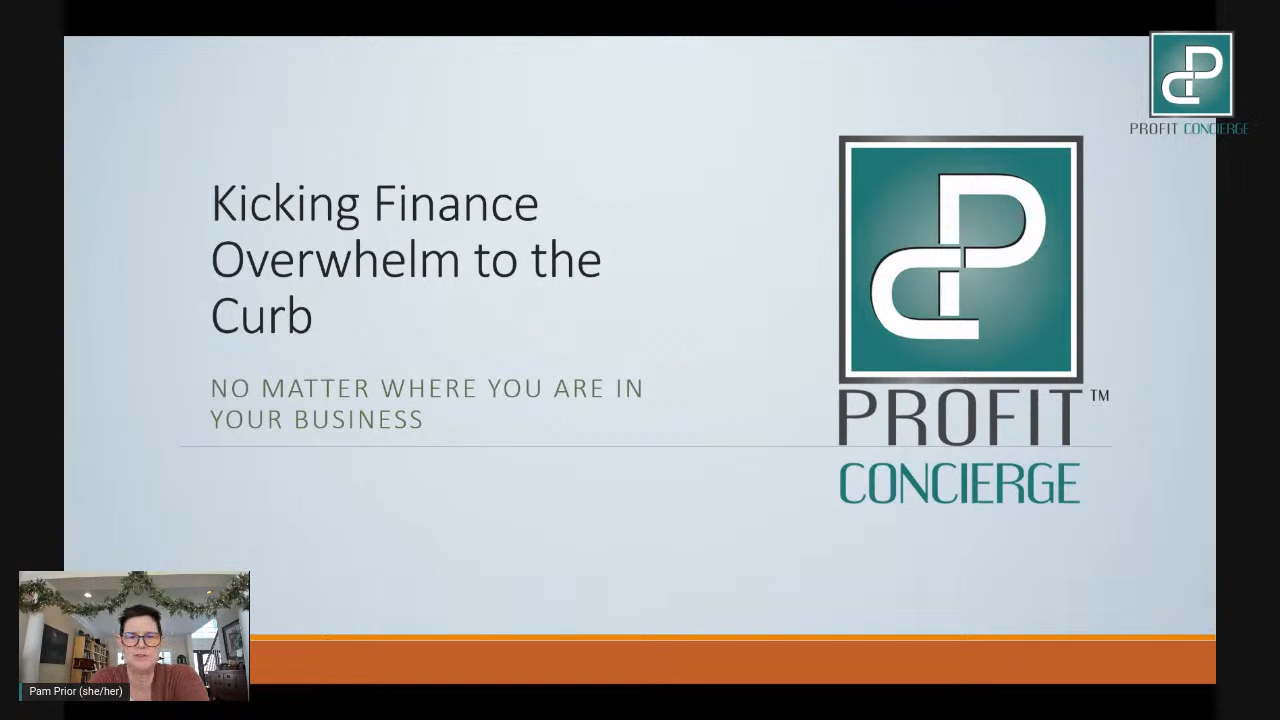 Kicking Finance
Overwhelm to the
Curb
NO MATTER WHERE YOU ARE IN
YOUR BUSINESS
PROFIT™
CONCIERGE
PROFIT CONCIERGE
Pam Prior (she/her)